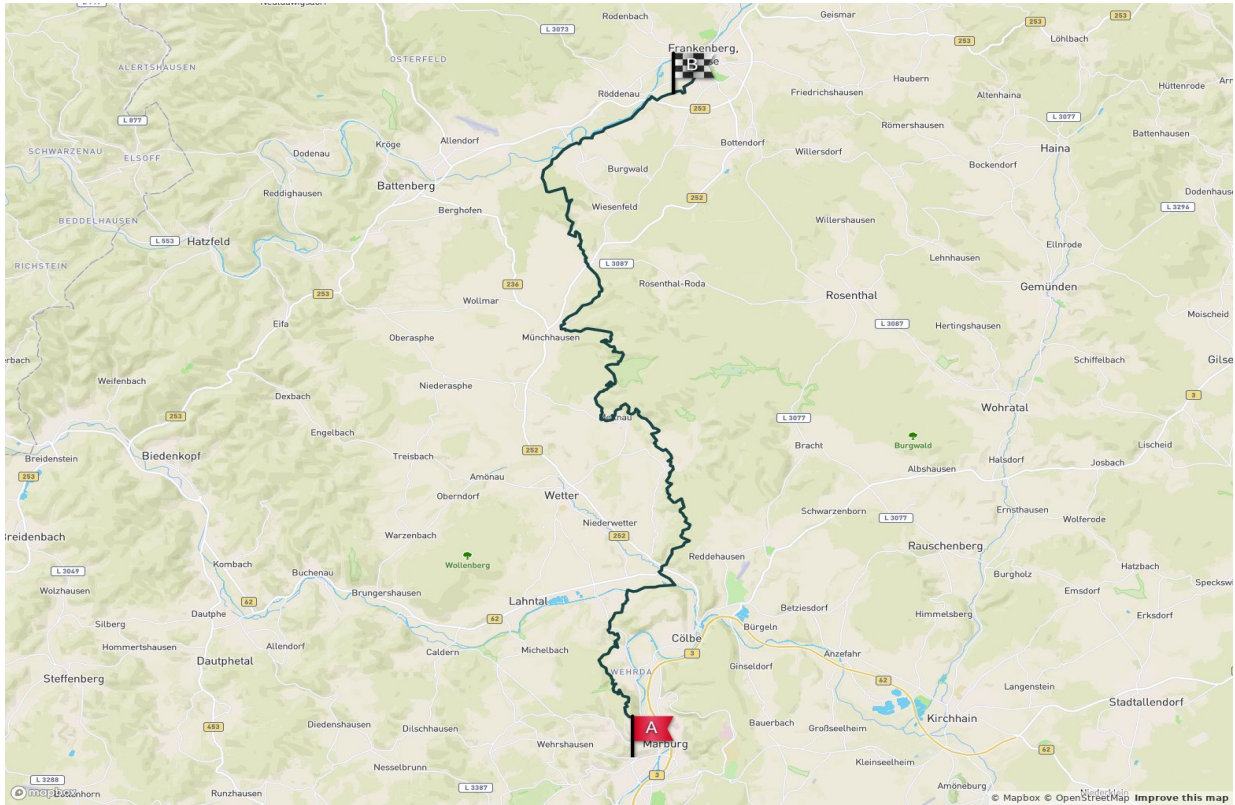 Rodenbach
Geismar
L 3073
253
253
Löhlbach
Frankenberg,
OSTERFELD
B
ALERTSHAUSEN
Haubern
Hüttenrode
Röddenau
Friedrichshausen
Altenhaina
253
L 877
L 3077
Römershausen
Battenhausen
Allendorf
Kröge
Bottendorf
Haina
SCHWARZENAU
ELSOFF
Dodenau
Willersdorf
Bockendorf
Burgwald
Battenberg
Reddighausen
252
Wiesenfeld
L 3296
Berghofen
BEDDELHAUSEN
Willershausen
L 553
Hatzfeld
Ellnrode
Lehnhausen
RICHSTEIN
L 3087
236
Rosenthal-Roda
Gemünden
253
Rosenthal
Wollmar
Moischeid
Eifa
L 3087
Hertingshausen
Oberasphe
Münchhausen
Schiffelbach
Weifenbach
Niederasphe
Dexbach
3
Wohratal
253
L 3077
Engelbach
Burgwald
Bracht
Lischeid
252
Breidenstein
Biedenkopf
Treisbach
Halsdorf
Josbach
253
Albshausen
Amönau
Wetter
Oberndorf
Schwarzenborn
Ernsthausen
L 3077
Wolferode
Niederwetter
Breidenbach
Warzenbach
252
Rauschenberg
Reddehausen
Wollenberg
Kombach
Hatzbach
L 3049
Buchenau
Burgholz
Wolzhausen
Brungershausen
Emsdorf
62
Lahntal
Betziesdorf
Dautphe
Himmelsberg
Erksdorf
62
Silberg
Bürgeln
Cölbe
Hommertshausen
Allendorf
Caldern
Michelbach
3
Anzefahr
Dautphetal
Ginseldorf
WEHRDA
Steffenberg
62
Langenstein
Stadtallendorf
Kirchhain
453
Diedenshausen
Dilschhausen
Bauerbach
Großseelheim
A
Wehrshausen
Marburg
62
Kleinseelheim
Nesselbrunn
3
L 3288
L 3387
Amöneburg
mapbox
Runzhausen
Niederklein
© Mapbox © OpenStreetMap Improve this map